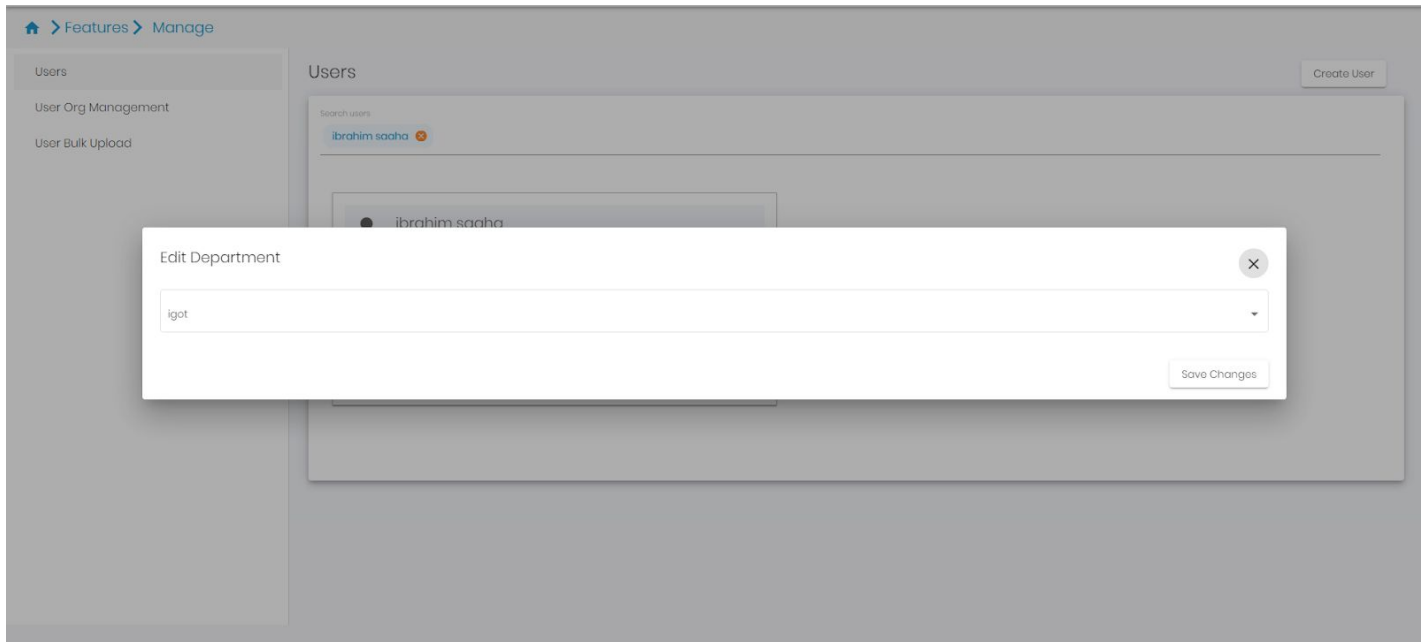 Features Manage
Users
User Org Management
User Bulk Upload
Users
Create User
Search users
ibrahim saaha
ibrahim saaha
Edit Department
igot
Save Changes